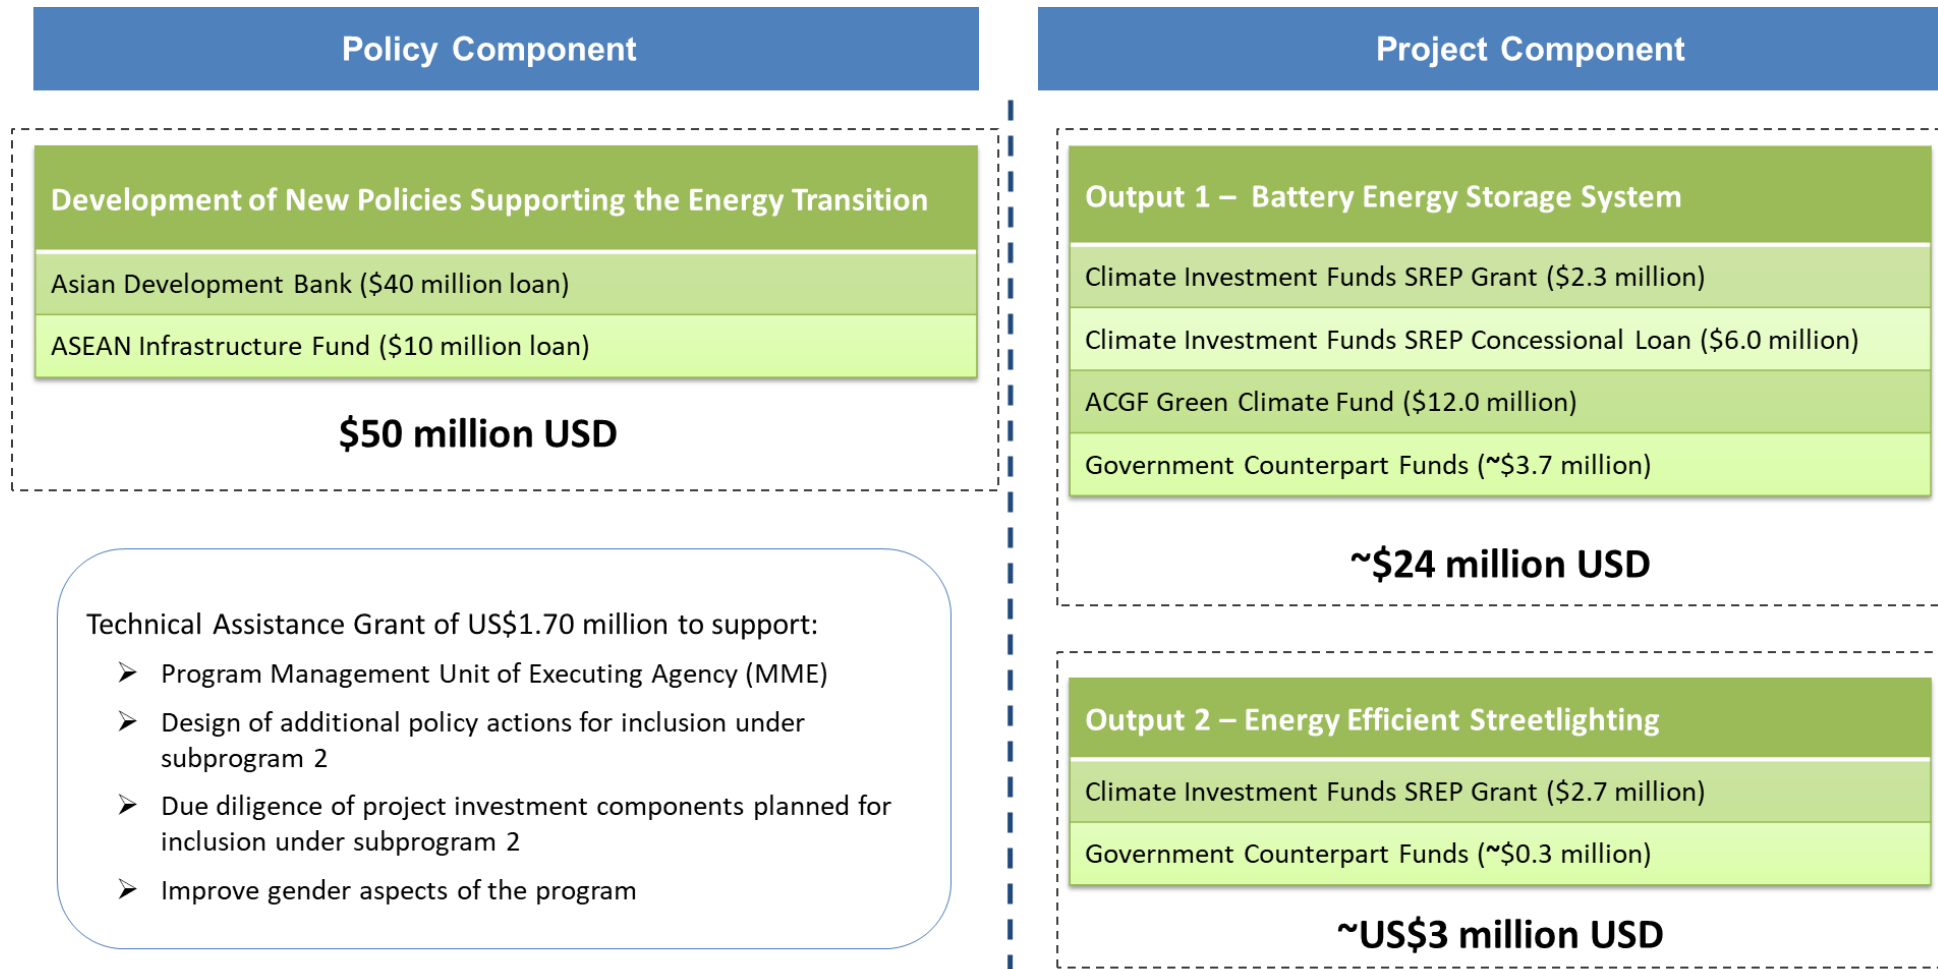 Policy Component
Development of New Policies Supporting the Energy Transition
Asian Development Bank ($40 million loan)
ASEAN Infrastructure Fund ($10 million loan)
$50 million USD
Technical Assistance Grant of US$1.70 million to support:
➢ Program Management Unit of Executing Agency (MME)
➢ Design of additional policy actions for inclusion under
subprogram 2
➢ Due diligence of project investment components planned for
inclusion under subprogram 2
➢ Improve gender aspects of the program
Project Component
Output 1 – Battery Energy Storage System
Climate Investment Funds SREP Grant ($2.3 million)
Climate Investment Funds SREP Concessional Loan ($6.0 million)
ACGF Green Climate Fund ($12.0 million)
Government Counterpart Funds (~$3.7 million)
~$24 million USD
Output 2 – Energy Efficient Streetlighting
Climate Investment Funds SREP Grant ($2.7 million)
Government Counterpart Funds (~$0.3 million)
~US$3 million USD